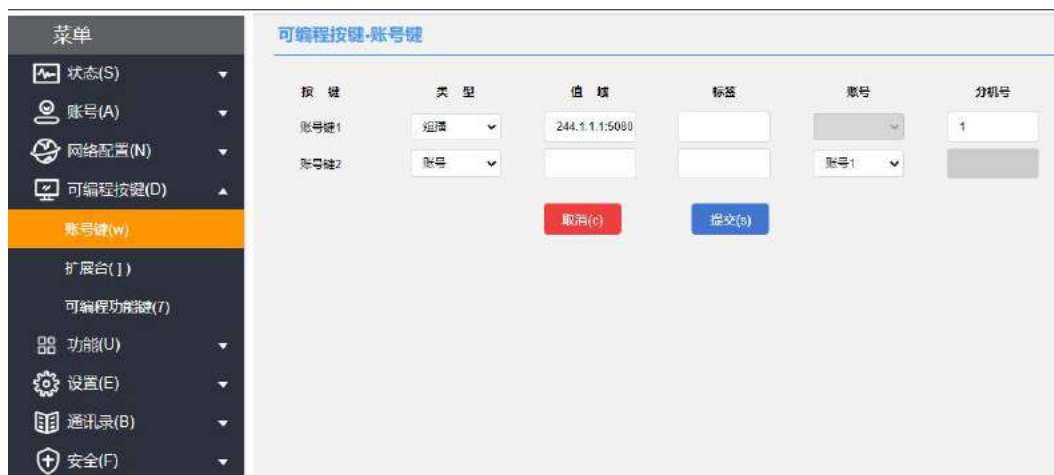 菜单
可编程按键-账号键
状态(S)
账号(A)
网络配置(N)
可编程按键(D)
账号键(w)
扩展台(])
可编程功能键(7)
功能(U)
设置(E)
通讯录(B)
安全(F)
按 键 类 型 值 域 标签 账号 分机号
账号键1 组播 244.1.1.1:5080 1
账号键2 账号 账号1
取消(c) 提交(s)